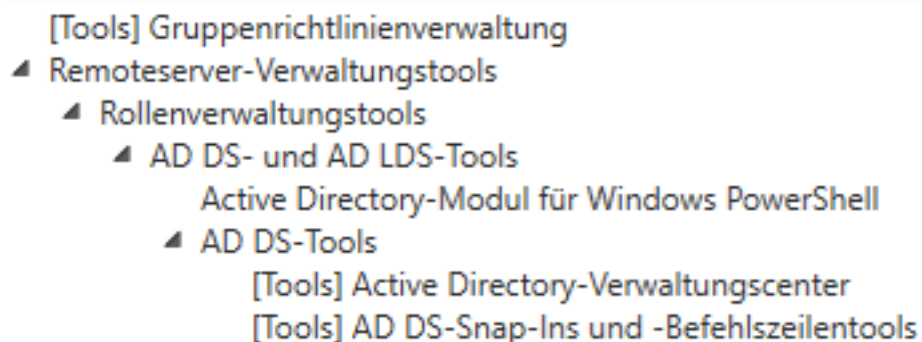 [Tools] Gruppenrichtlinienverwaltung
Remoteserver-Verwaltungstools
Rollenverwaltungstools
AD DS- und AD LDS-Tools
Active Directory-Modul für Windows PowerShell
AD DS-Tools
[Tools] Active Directory-Verwaltungscenter
[Tools] AD DS-Snap-Ins und -Befehlszeilentools